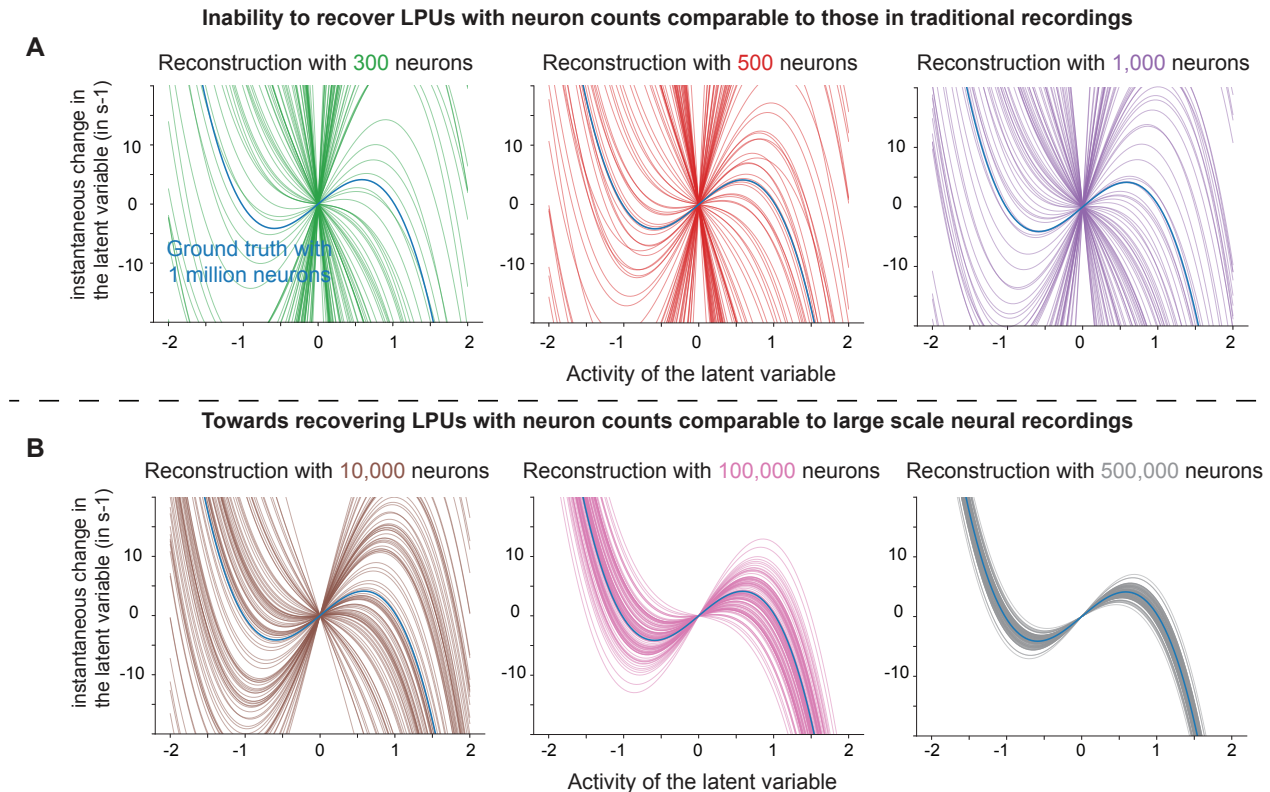 Inability to recover LPUs with neuron counts comparable to those in traditional recordings
A
Reconstruction with 300 neurons
Reconstruction with 500 neurons
Reconstruction with 1,000 neurons
instantaneous change in
the latent variable (in s-1)
10
0
-10
10
0
-10
10
0
-10
Ground truth with
1 million neurons
-2 -1 0 1 2
-2 -1 0 1 2
-2 -1 0 1 2
Activity of the latent variable
Towards recovering LPUs with neuron counts comparable to large scale neural recordings
B
Reconstruction with 10,000 neurons
Reconstruction with 100,000 neurons
Reconstruction with 500,000 neurons
instantaneous change in
the latent variable (in s-1)
10
0
-10
10
0
-10
10
0
-10
-2 -1 0 1 2
-2 -1 0 1 2
-2 -1 0 1 2
Activity of the latent variable